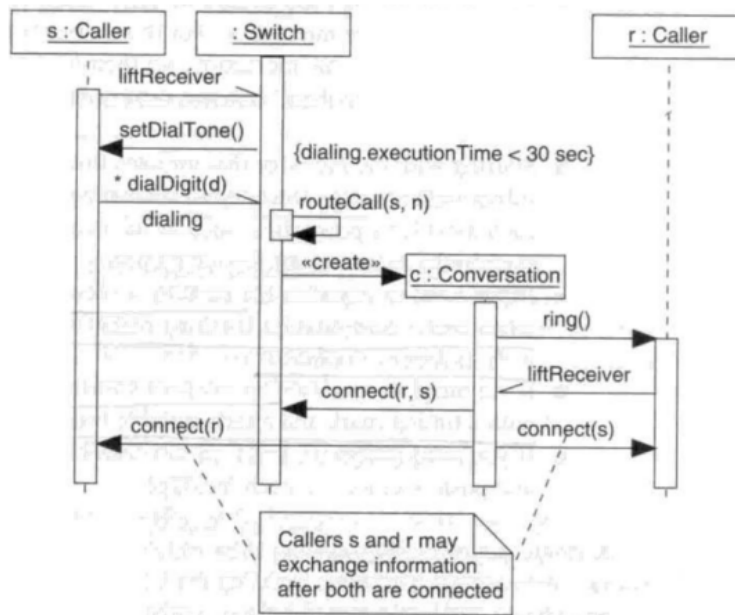 s : Caller
: Switch
r : Caller
liftReceiver
setDialTone()
{dialing.executionTime < 30 sec}
* dialDigit(d)
dialing
routeCall(s, n)
«create»
c : Conversation
ring()
liftReceiver
connect(r, s)
connect(r)
connect(s)
Callers s and r may
exchange information
after both are connected